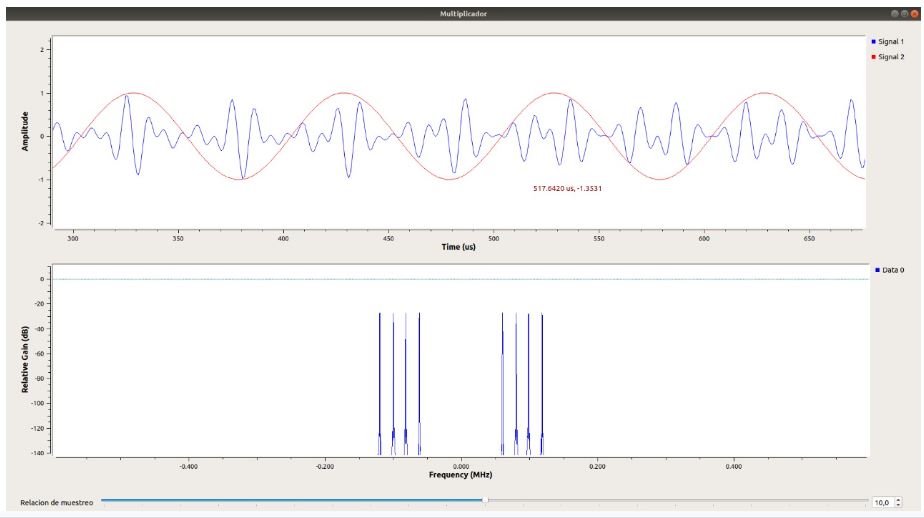 Multiplicador
Signal 1
Signal 2
2
1
0
-1
-2
Amplitude
517.6420 us, -1.3531
300 350 400 450 500 550 600 650
Time (us)
Data 0
0
-20
-40
-60
-80
-100
-120
-140
Relative Gain (dB)
-0.400 -0.200 0.000 0.200 0.400
Frequency (MHz)
Relacion de muestreo 10,0